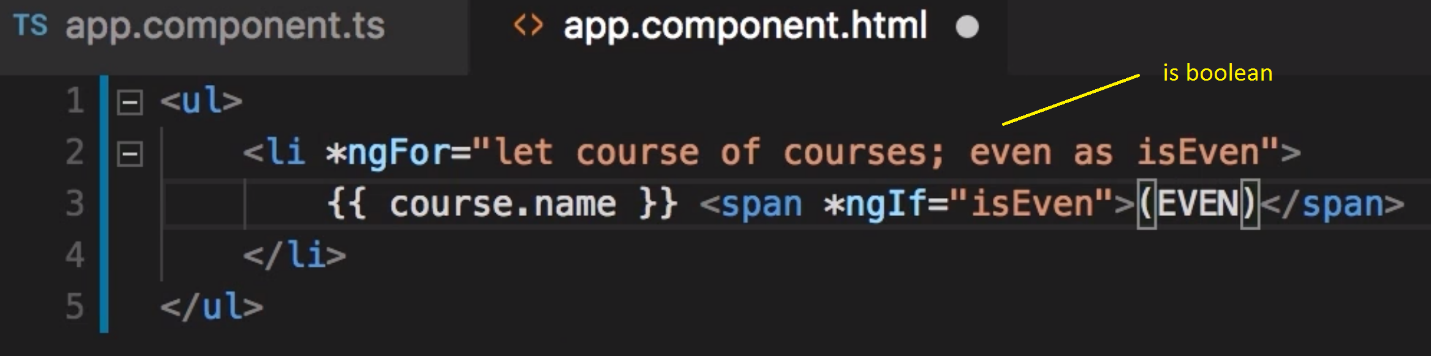 TS app.component.ts <> app.component.html
is boolean
1 <ul>
2 <li *ngFor="let course of courses; even as isEven">
3 {{ course.name }} <span *ngIf="isEven">(EVEN)</span>
4 </li>
5 </ul>